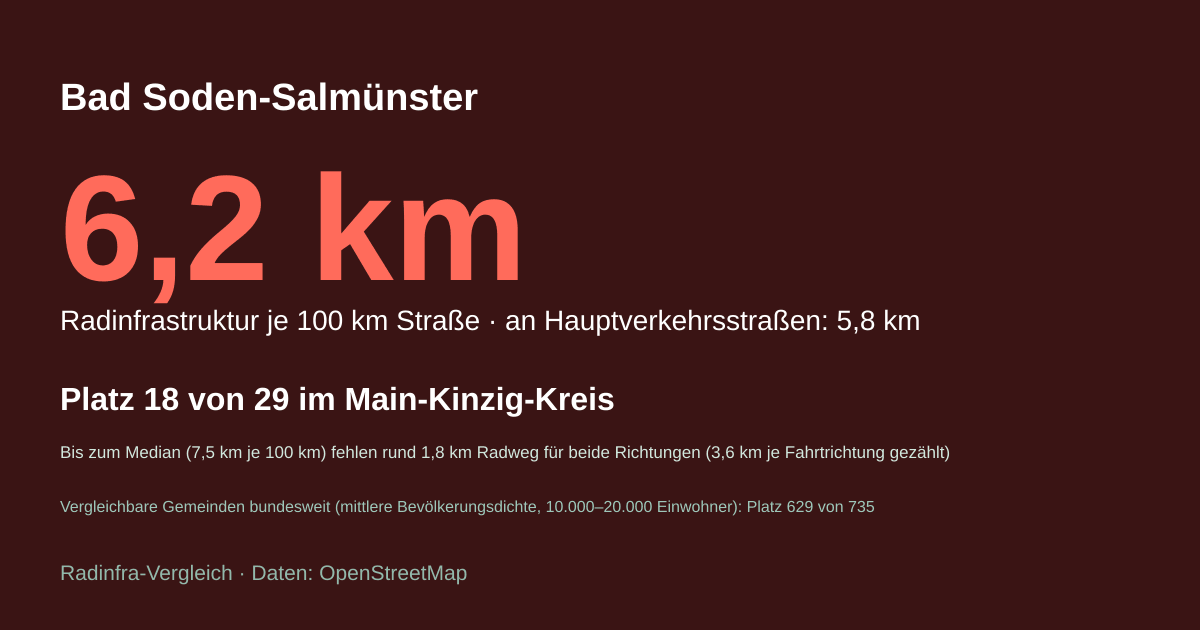 Bad Soden-Salmünster
6,2 km
Radinfrastruktur je 100 km Straße · an Hauptverkehrsstraßen: 5,8 km
Platz 18 von 29 im Main-Kinzig-Kreis
Bis zum Median (7,5 km je 100 km) fehlen rund 1,8 km Radweg für beide Richtungen (3,6 km je Fahrtrichtung gezählt)
Vergleichbare Gemeinden bundesweit (mittlere Bevölkerungsdichte, 10.000–20.000 Einwohner): Platz 629 von 735
Radinfra-Vergleich · Daten: OpenStreetMap